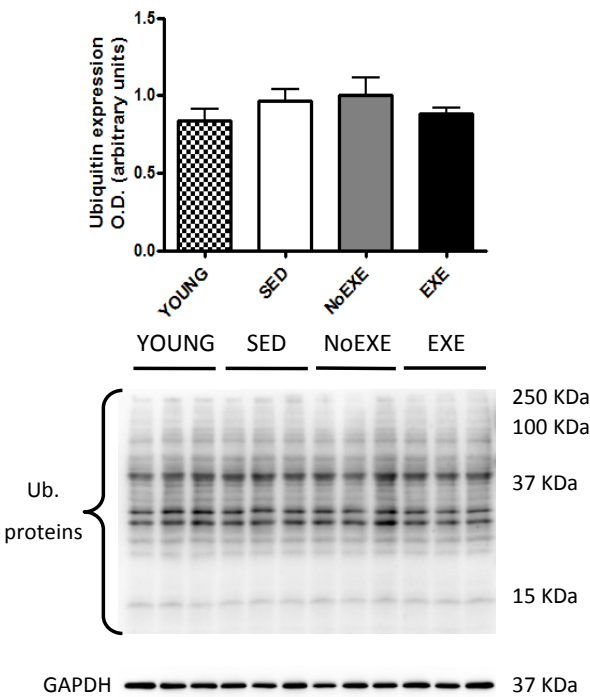 Ubiquitin expression
O.D. (arbitrary units)
1.5
1.0
0.5
0.0
YOUNG
SED
NoEXE
EXE
YOUNG SED NoEXE EXE
250 KDa
100 KDa
37 KDa
Ub.
proteins
15 KDa
GAPDH 37 KDa